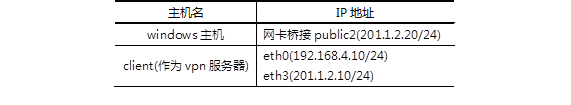 主机名 IP 地址
windows 主机 网卡桥接 public2(201.1.2.20/24)
client(作为 vpn 服务器) eth0(192.168.4.10/24)
eth3(201.1.2.10/24)